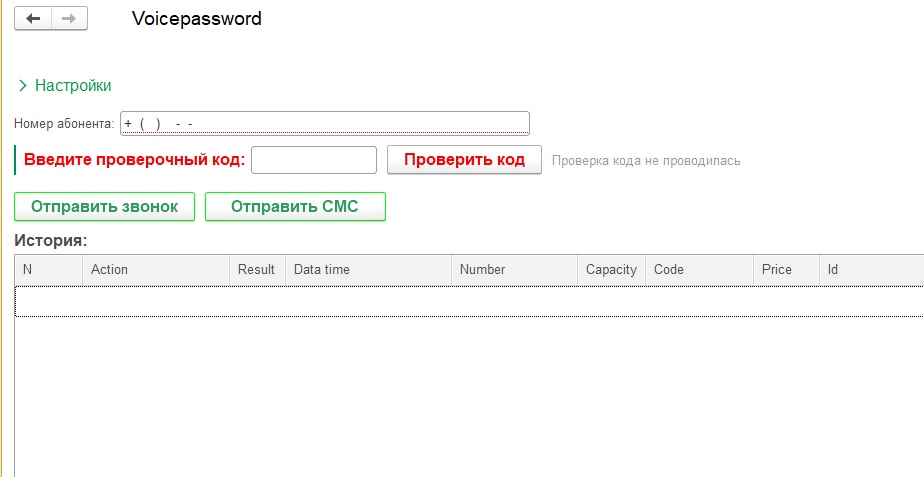 Voicepassword
Настройки
Номер абонента: + ( ) - -
Введите проверочный код: Проверить код Проверка кода не проводилась
Отправить звонок Отправить СМС
История:
N Action Result Data time Number Capacity Code Price Id